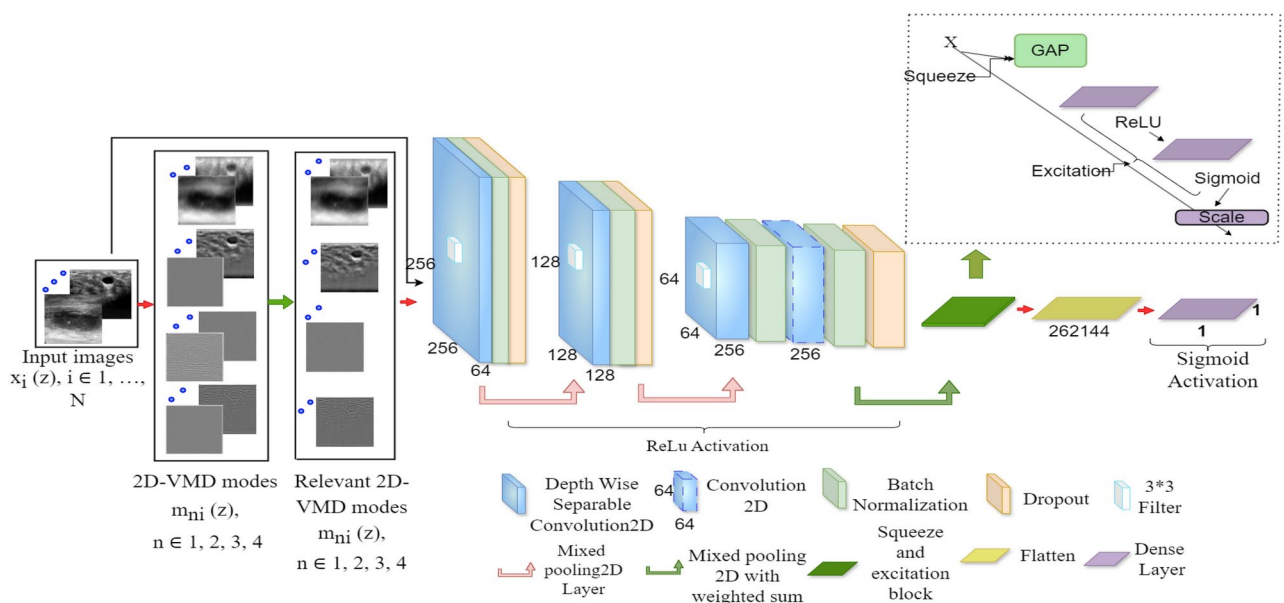 X
GAP
Squeeze
ReLU
Excitation
Sigmoid
Scale
Input images
xi (z), i ∈ 1, …,
N
2D-VMD modes
mni (z),
n ∈ 1, 2, 3, 4
Relevant 2D-
VMD modes
mni (z),
n ∈ 1, 2, 3, 4
256
256
64
128
128
128
64
64
256
256
ReLu Activation
262144
1
1
Sigmoid
Activation
Depth Wise
Separable
Convolution2D
64
64
Convolution
2D
Batch
Normalization
Dropout
3*3
Filter
Mixed
pooling2D
Layer
Mixed pooling
2D with
weighted sum
Squeeze
and
excitation
block
Flatten
Dense
Layer